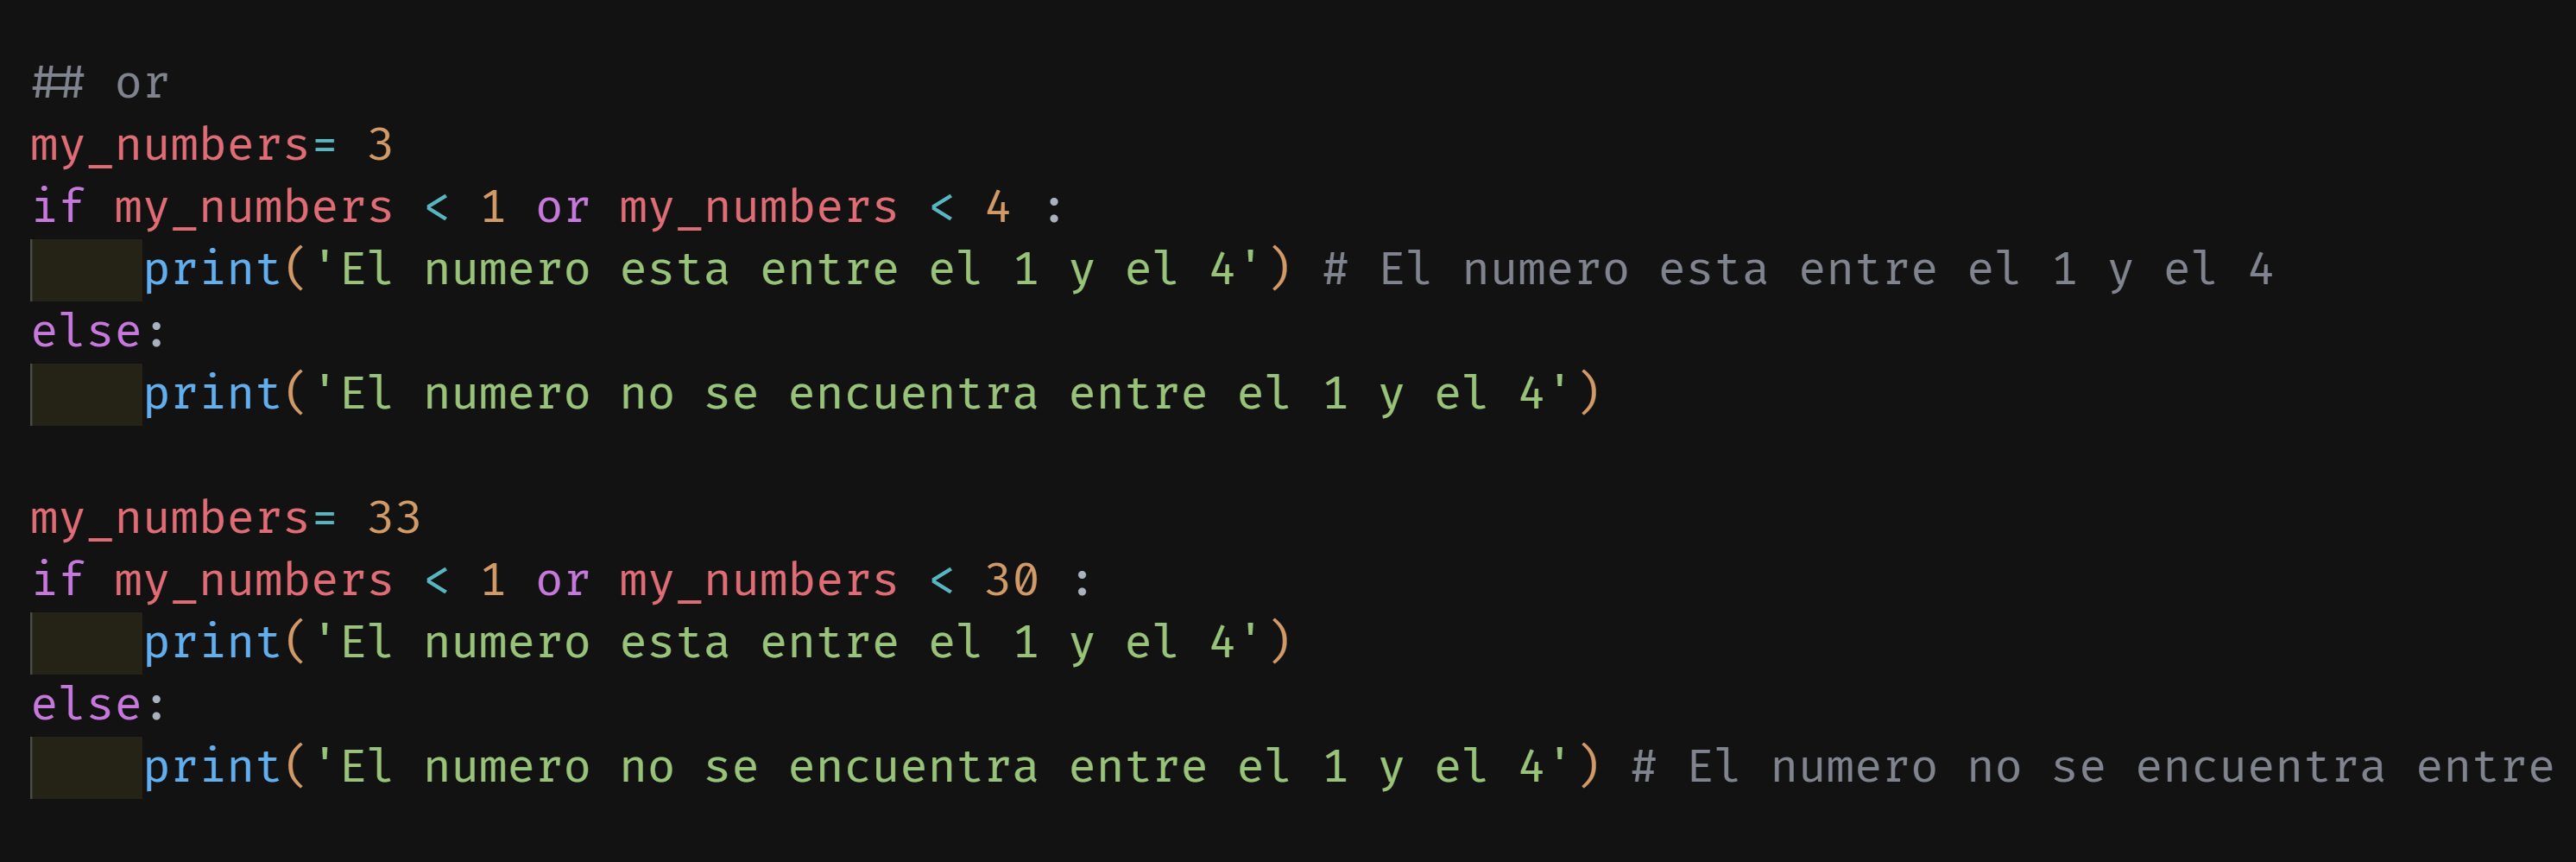 ## or
my_numbers= 3
if my_numbers < 1 or my_numbers < 4 :
    print('El numero esta entre el 1 y el 4') # El numero esta entre el 1 y el 4
else:
    print('El numero no se encuentra entre el 1 y el 4')

my_numbers= 33
if my_numbers < 1 or my_numbers < 30 :
    print('El numero esta entre el 1 y el 4')
else:
    print('El numero no se encuentra entre el 1 y el 4') # El numero no se encuentra entre